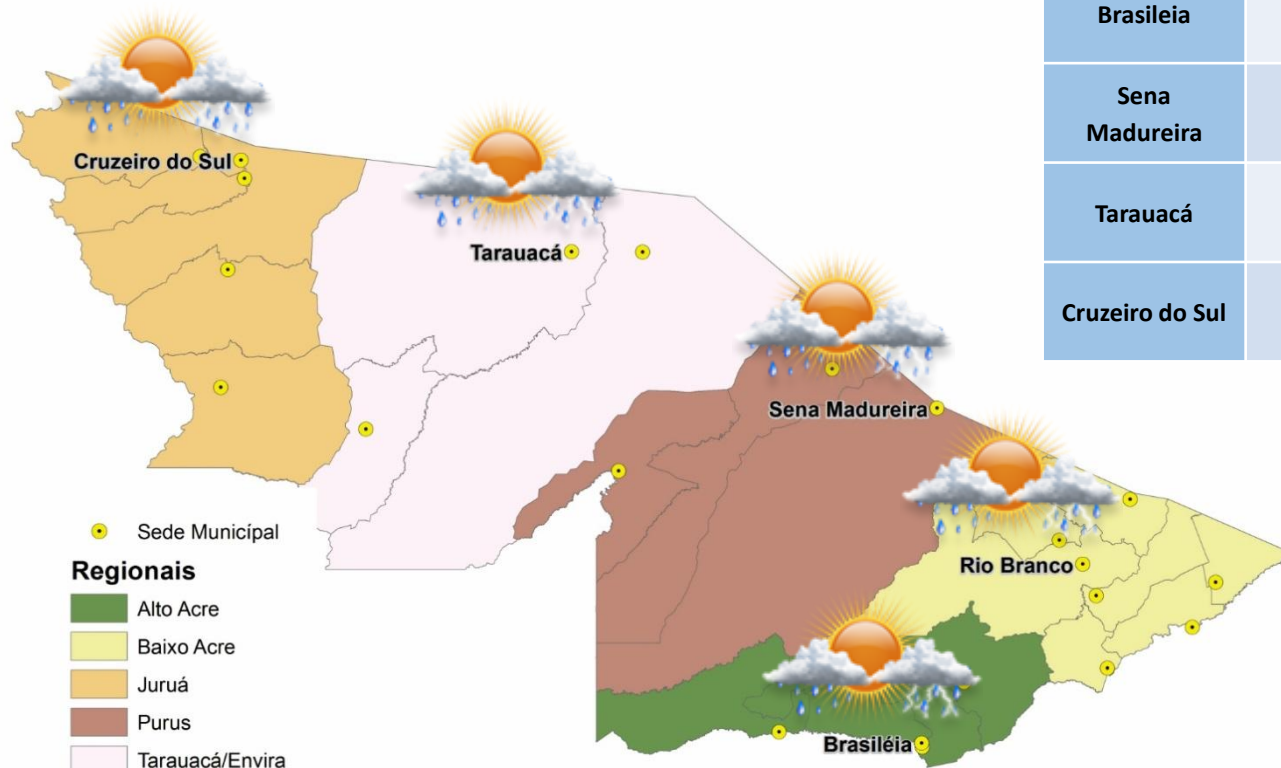 Brasileia
Sena
Madureira
Tarauacá
Cruzeiro do Sul
Cruzeiro do Sul
Tarauacá
Sena Madureira
Rio Branco
Brasiléia
Sede Municípal
Regionais
Alto Acre
Baixo Acre
Juruá
Purus
Tarauacá/Envira